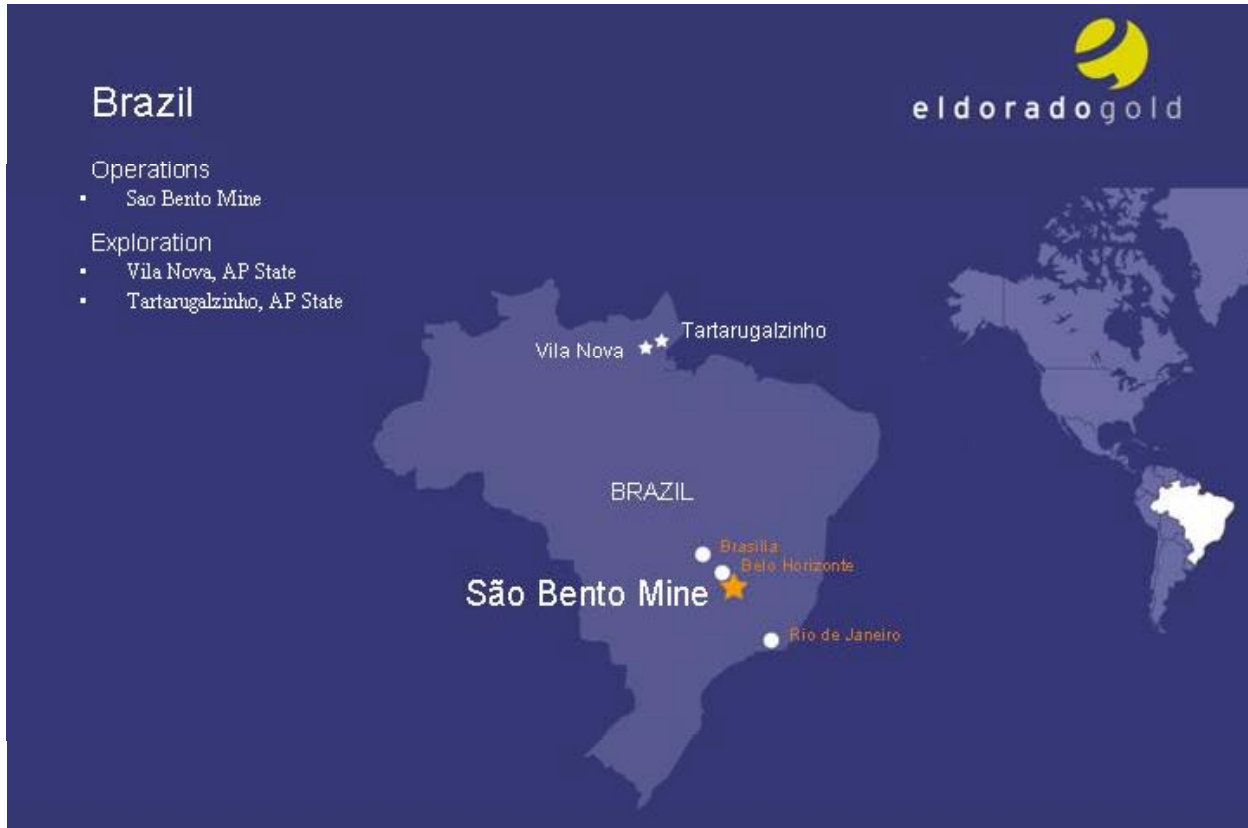 Brazil
eldoradogold
Operations
▪ Sao Bento Mine
Exploration
▪ Vila Nova, AP State
▪ Tartarugalzinho, AP State
Tartarugalzinho
Vila Nova
BRAZIL
Brasilia
Belo Horizonte
São Bento Mine
Rio de Janeiro